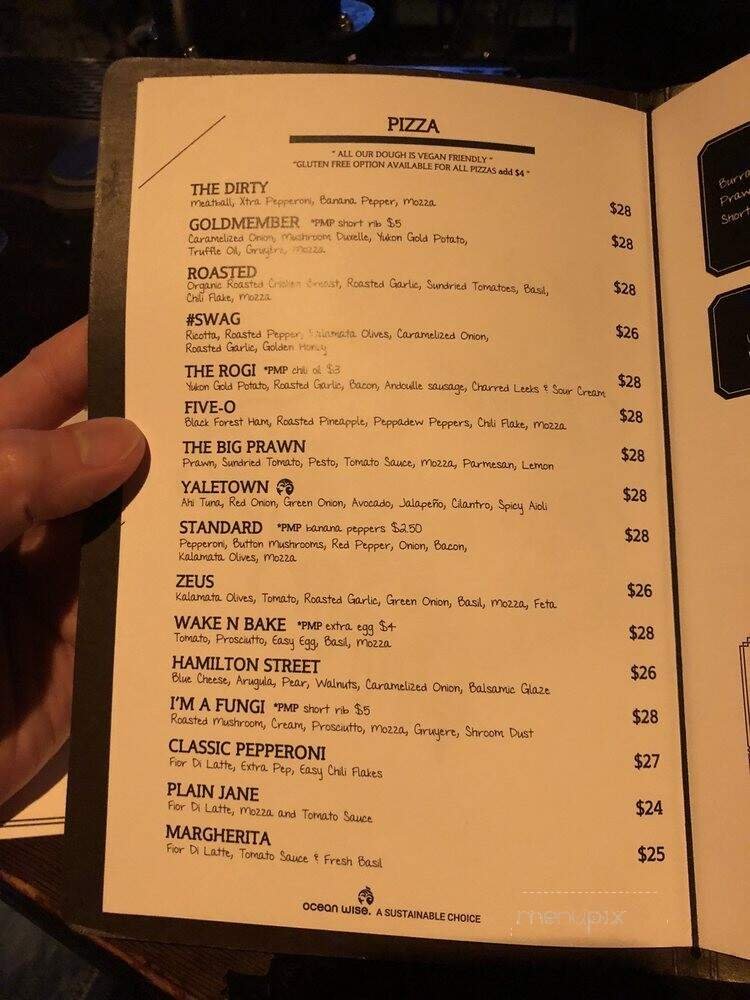 PIZZA
" ALL OUR DOUGH IS VEGAN FRIENDLY "
"GLUTEN FREE OPTION AVAILABLE FOR ALL PIZZAS add $4 "
THE DIRTY
Meatball, Xtra Pepperoni, Banana Pepper, Mozza $28
GOLDMEMBER *PMP short rib $5
Caramelized Onion, Mushroom Duxelle, Yukon Gold Potato, $28
Truffle Oil, Gruyere, Mozza
ROASTED
Organic Roasted Chicken Breast, Roasted Garlic, Sundried Tomatoes, Basil, $28
Chili Flake, Mozza
#SWAG
Ricotta, Roasted Pepper, Kalamata Olives, Caramelized Onion, $26
Roasted Garlic, Golden Honey
THE ROGI *PMP chili oil $3
Yukon Gold Potato, Roasted Garlic, Bacon, Andouille sausage, Charred Leeks & Sour Cream $28
FIVE-O
Black Forest Ham, Roasted Pineapple, Peppadew Peppers, Chili Flake, Mozza $28
THE BIG PRAWN
Prawn, Sundried Tomato, Pesto, Tomato Sauce, Mozza, Parmesan, Lemon $28
YALETOWN
Ahi Tuna, Red Onion, Green Onion, Avocado, Jalapeño, Cilantro, Spicy Aioli $28
STANDARD *PMP banana peppers $2.50
Pepperoni, Button Mushrooms, Red Pepper, Onion, Bacon, $28
Kalamata Olives, Mozza
ZEUS
Kalamata Olives, Tomato, Roasted Garlic, Green Onion, Basil, Mozza, Feta $26
WAKE N BAKE *PMP extra egg $4
Tomato, Prosciutto, Easy Egg, Basil, Mozza $28
HAMILTON STREET
Blue Cheese, Arugula, Pear, Walnuts, Caramelized Onion, Balsamic Glaze $26
I'M A FUNGI *PMP short rib $5
Roasted Mushroom, Cream, Prosciutto, Mozza, Gruyere, Shroom Dust $28
CLASSIC PEPPERONI
Fior Di Latte, Extra Pep, Easy Chili Flakes $27
PLAIN JANE
Fior Di Latte, Mozza and Tomato Sauce $24
MARGHERITA
Fior Di Latte, Tomato Sauce & Fresh Basil $25
ocean wise. A SUSTAINABLE CHOICE
menupix
Burra
Prawn
Short